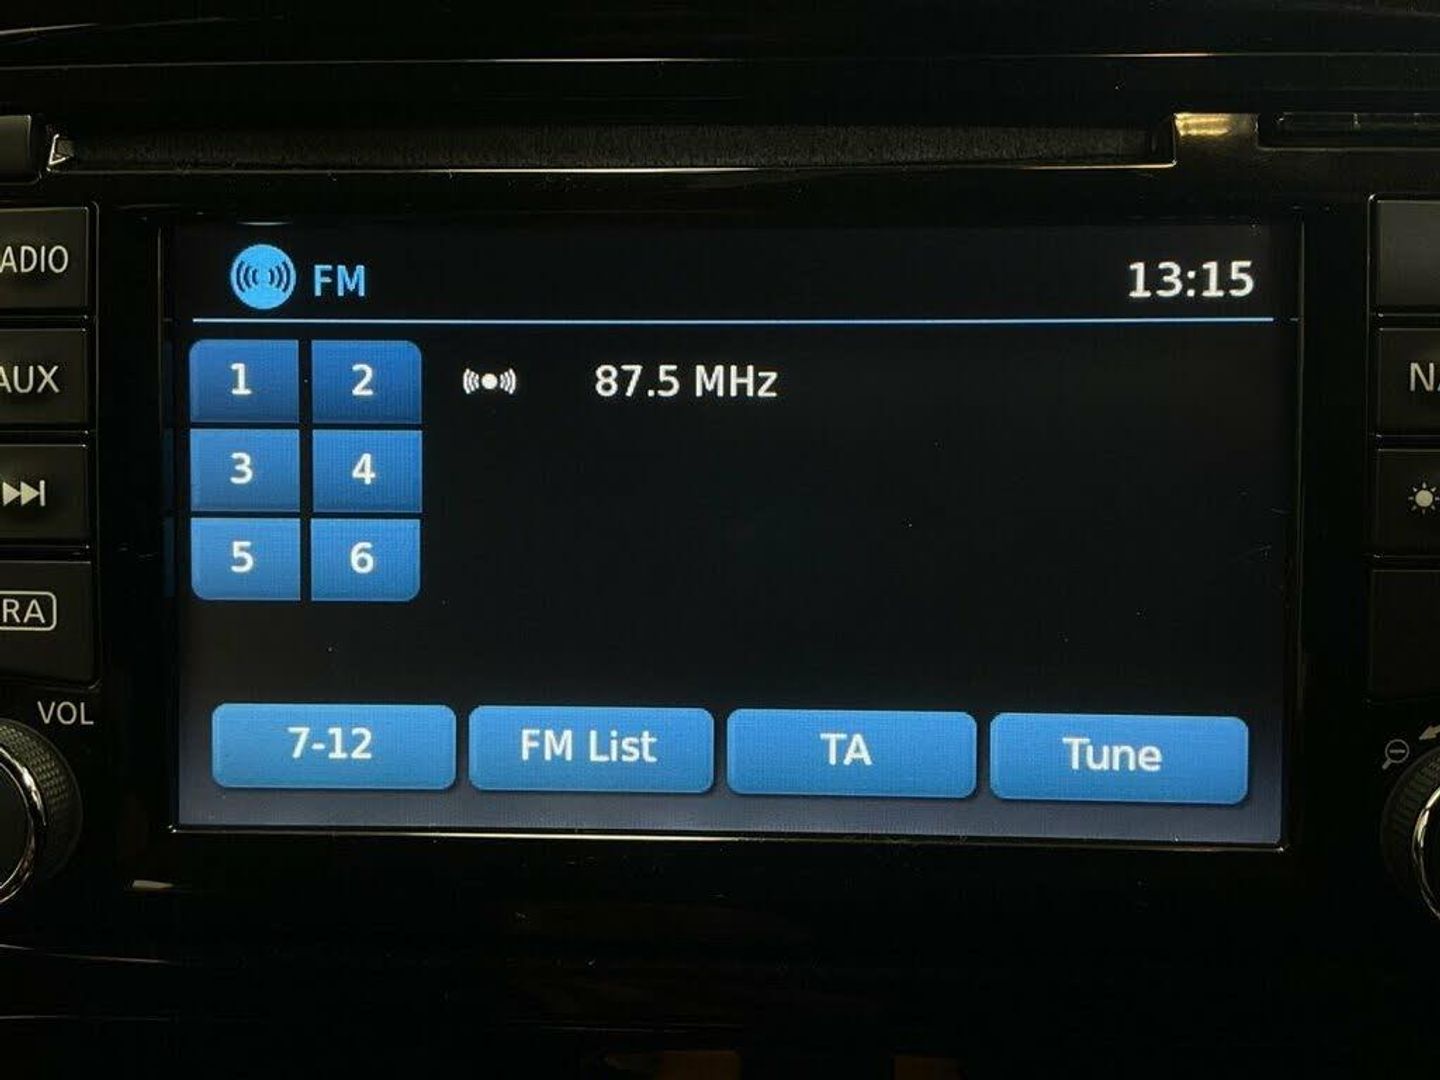 ADIO
FM
13:15
1
2
87.5 MHz
AUX
3
4
5
6
RA
VOL
7-12
FM List
TA
Tune